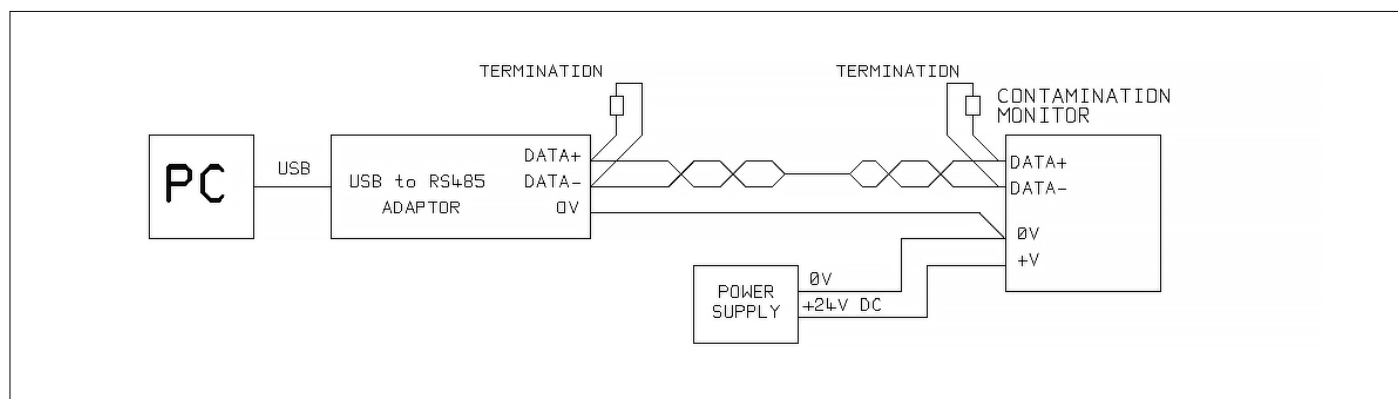 TERMINATION
TERMINATION
CONTAMINATION
MONITOR
PC
USB
USB to RS485
ADAPTOR
DATA+
DATA-
0V
DATA+
DATA-
0V
+V
POWER
SUPPLY
0V
+24V DC